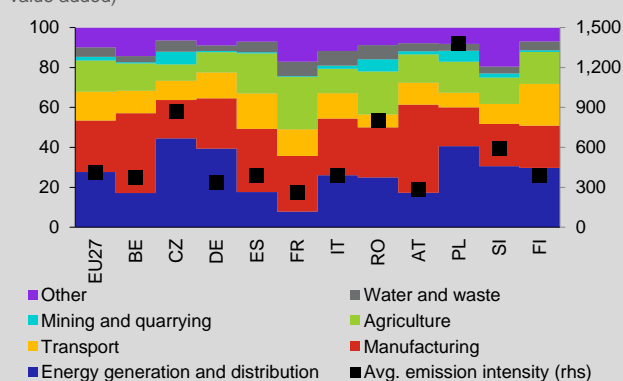 value added)
100 1,500
80 1,200
60 900
40 600
20 300
0 0
EU27 BE CZ DE ES FR IT RO AT PL SI FI
Other Water and waste
Mining and quarrying Agriculture
Transport Manufacturing
Energy generation and distribution Avg. emission intensity (rhs)